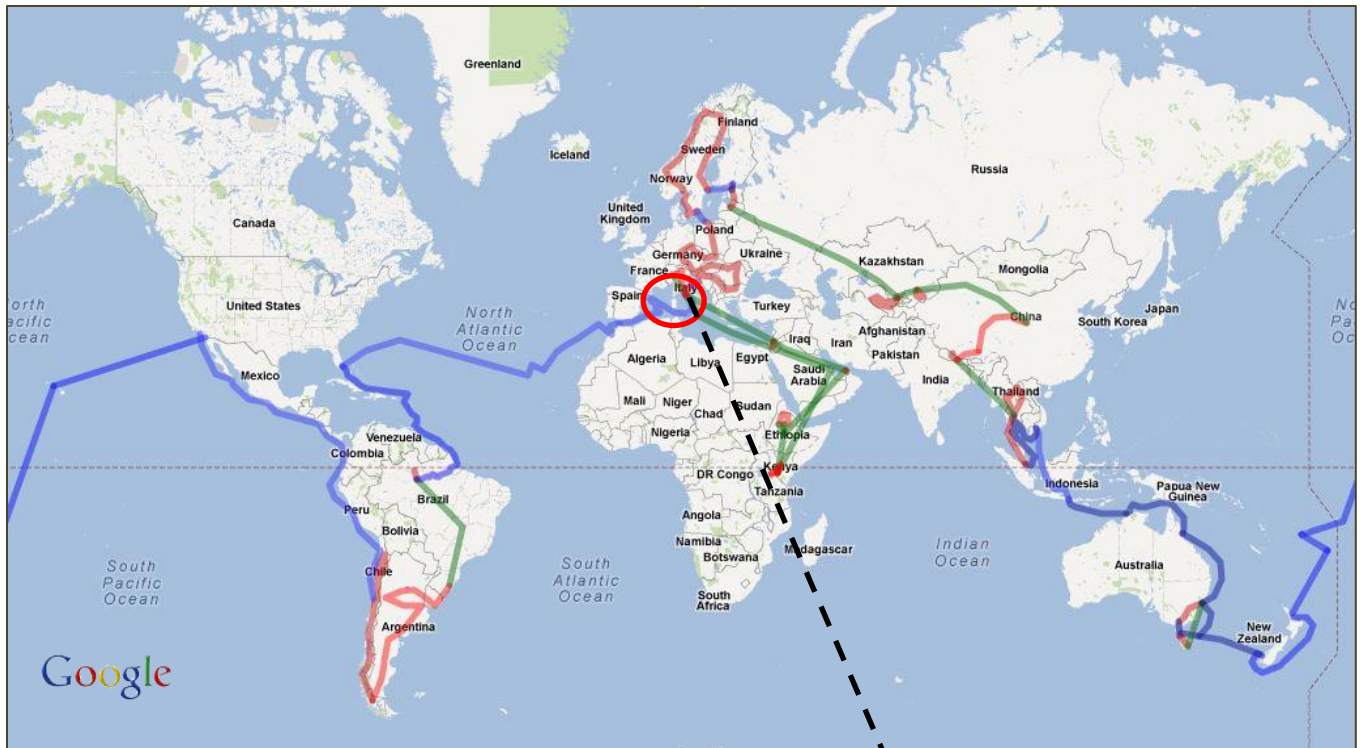 Greenland
Iceland
Finland
Sweden
Norway
Russia
Canada
United
Kingdom
Poland
Germany
Ukraine
France
Kazakhstan
Mongolia
Italy
Spain
United States
North
Atlantic
Ocean
Turkey
China
South Korea
Japan
Iraq
Iran
Afghanistan
Pakistan
Algeria
Libya
Egypt
Saudi
Arabia
India
Mexico
Mali
Niger
Chad
Sudan
Thailand
Nigeria
Ethiopia
Venezuela
Colombia
DR Congo
Kenya
Tanzania
Indonesia
Papua New
Guinea
Brazil
Peru
Bolivia
Angola
Namibia
Botswana
Madagascar
Indian
Ocean
Australia
South
Pacific
Ocean
Chile
South
Atlantic
Ocean
South
Africa
Argentina
New
Zealand
Google